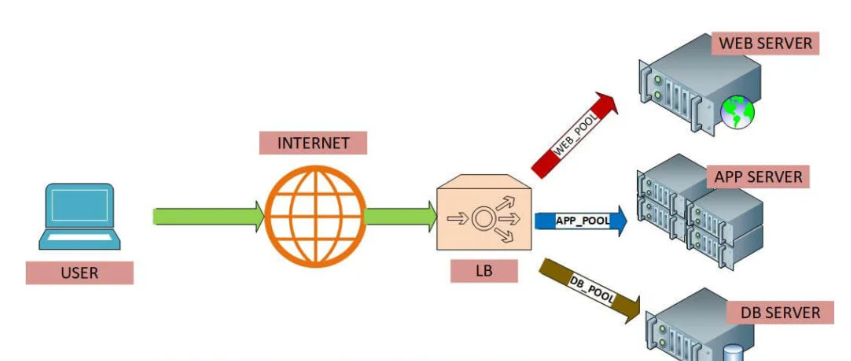 WEB SERVER
INTERNET
WEB_POOL
APP SERVER
APP_POOL
USER
LB
DB_POOL
DB SERVER